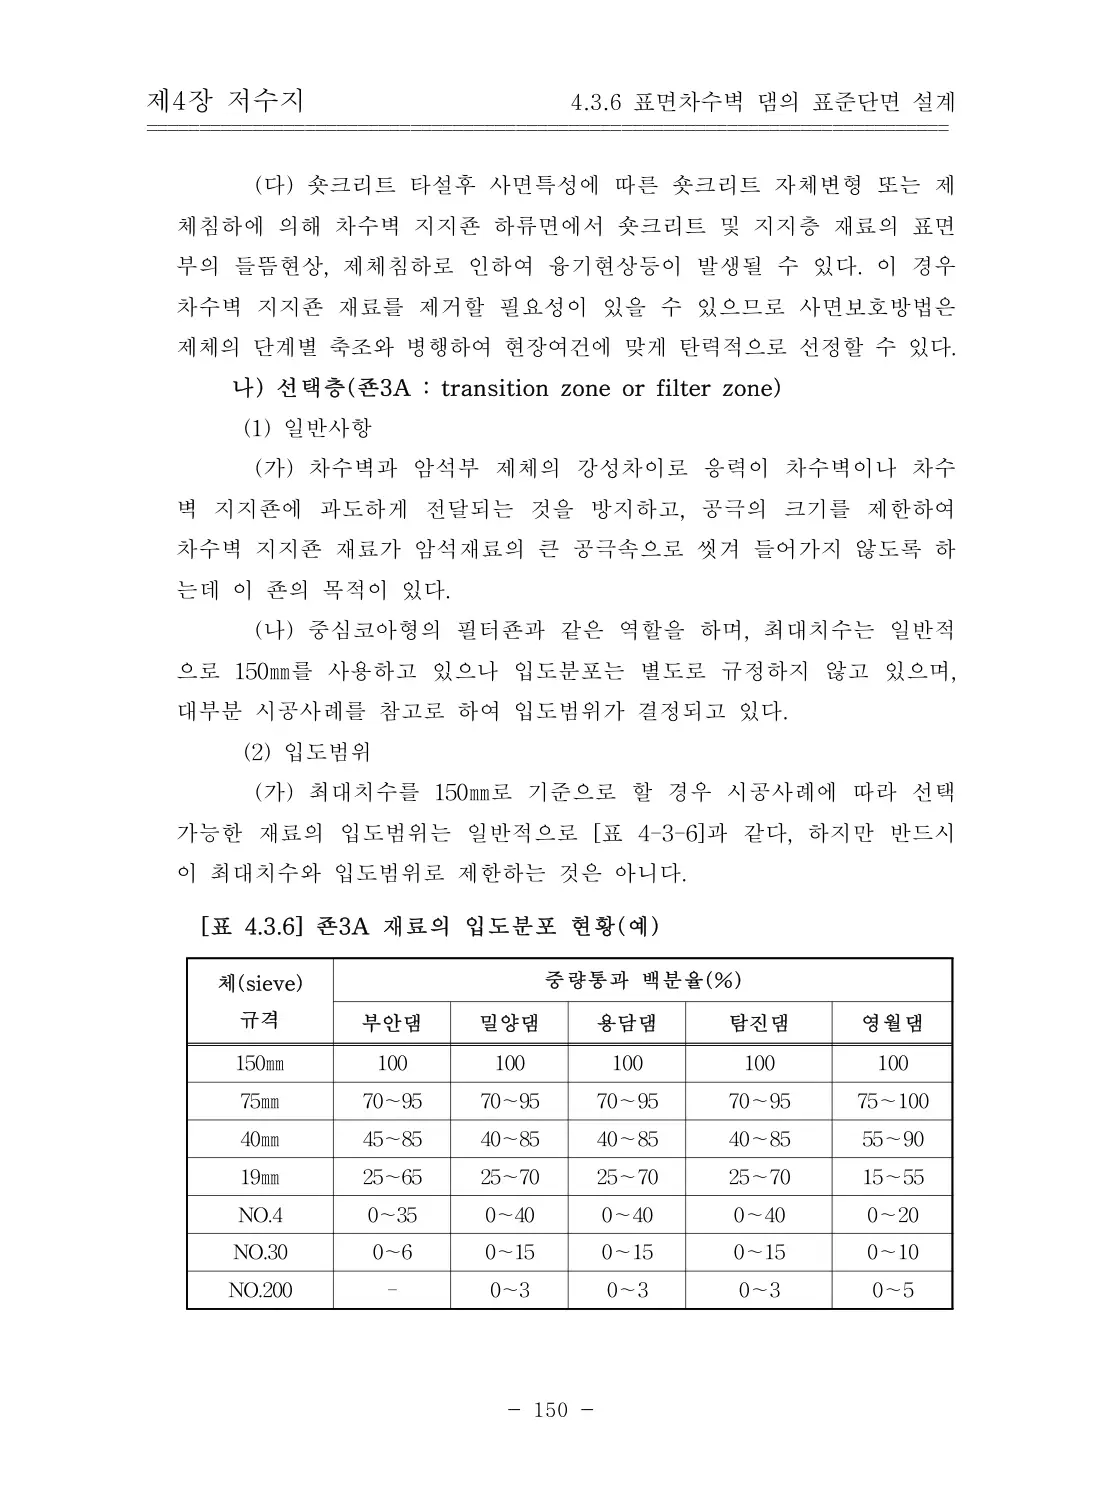 제4장 저수지 4.3.6 표면차수벽 댐의 표준단면 설계
(다) 숏크리트 타설후 사면특성에 따른 숏크리트 자체변형 또는 제
체침하에 의해 차수벽 지지죤 하류면에서 숏크리트 및 지지층 재료의 표면
부의 들뜸현상, 제체침하로 인하여 융기현상등이 발생될 수 있다. 이 경우
차수벽 지지죤 재료를 제거할 필요성이 있을 수 있으므로 사면보호방법은
제체의 단계별 축조와 병행하여 현장여건에 맞게 탄력적으로 선정할 수 있다.
나) 선택층(죤3A : transition zone or filter zone)
(1) 일반사항
(가) 차수벽과 암석부 제체의 강성차이로 응력이 차수벽이나 차수
벽 지지죤에 과도하게 전달되는 것을 방지하고, 공극의 크기를 제한하여
차수벽 지지죤 재료가 암석재료의 큰 공극속으로 씻겨 들어가지 않도록 하
는데 이 죤의 목적이 있다.
(나) 중심코아형의 필터죤과 같은 역할을 하며, 최대치수는 일반적
으로 150㎜를 사용하고 있으나 입도분포는 별도로 규정하지 않고 있으며,
대부분 시공사례를 참고로 하여 입도범위가 결정되고 있다.
(2) 입도범위
(가) 최대치수를 150㎜로 기준으로 할 경우 시공사례에 따라 선택
가능한 재료의 입도범위는 일반적으로 [표 4-3-6]과 같다, 하지만 반드시
이 최대치수와 입도범위로 제한하는 것은 아니다.
[표 4.3.6] 죤3A 재료의 입도분포 현황(예)
체(sieve) 규격 중량통과 백분율(%)
부안댐 밀양댐 용담댐 탐진댐 영월댐
150㎜ 100 100 100 100 100
75㎜ 70~95 70~95 70~95 70~95 75~100
40㎜ 45~85 40~85 40~85 40~85 55~90
19㎜ 25~65 25~70 25~70 25~70 15~55
NO.4 0~35 0~40 0~40 0~40 0~20
NO.30 0~6 0~15 0~15 0~15 0~10
NO.200 - 0~3 0~3 0~3 0~5
- 150 -